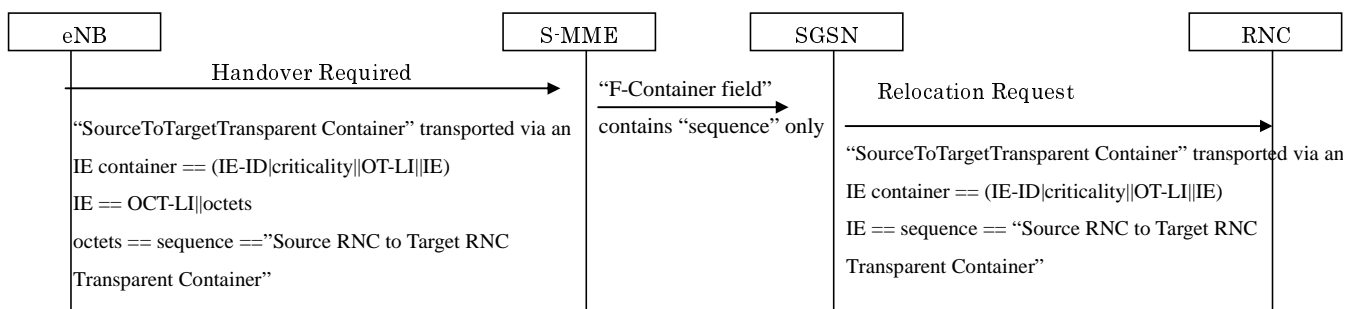 eNB
S-MME
SGSN
RNC
Handover Required
“SourceToTargetTransparent Container” transported via an
IE container == (IE-ID|criticality||OT-LI||IE)
IE == OCT-LI||octets
octets == sequence ==”Source RNC to Target RNC
Transparent Container”
“F-Container field”
contains “sequence” only
Relocation Request
“SourceToTargetTransparent Container” transported via an
IE container == (IE-ID|criticality||OT-LI||IE)
IE == sequence == “Source RNC to Target RNC
Transparent Container”